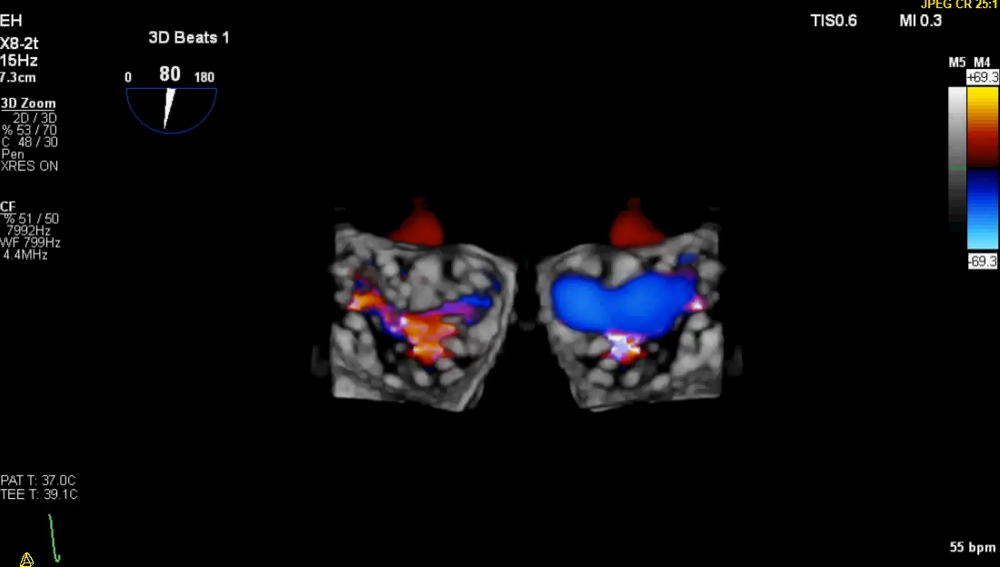 JPEG CR 25:1
EH
TIS0.6 MI 0.3
X8-2t
15Hz
7.3cm
3D Beats 1
0 80 180
M5 M4
+69.3
3D Zoom
2D / 3D
% 53 / 70
C 48 / 30
Pen
XRES ON
CF
% 51 / 50
7992Hz
WF 799Hz
4.4MHz
-69.3
PAT T: 37.0C
TEE T: 39.1C
55 bpm